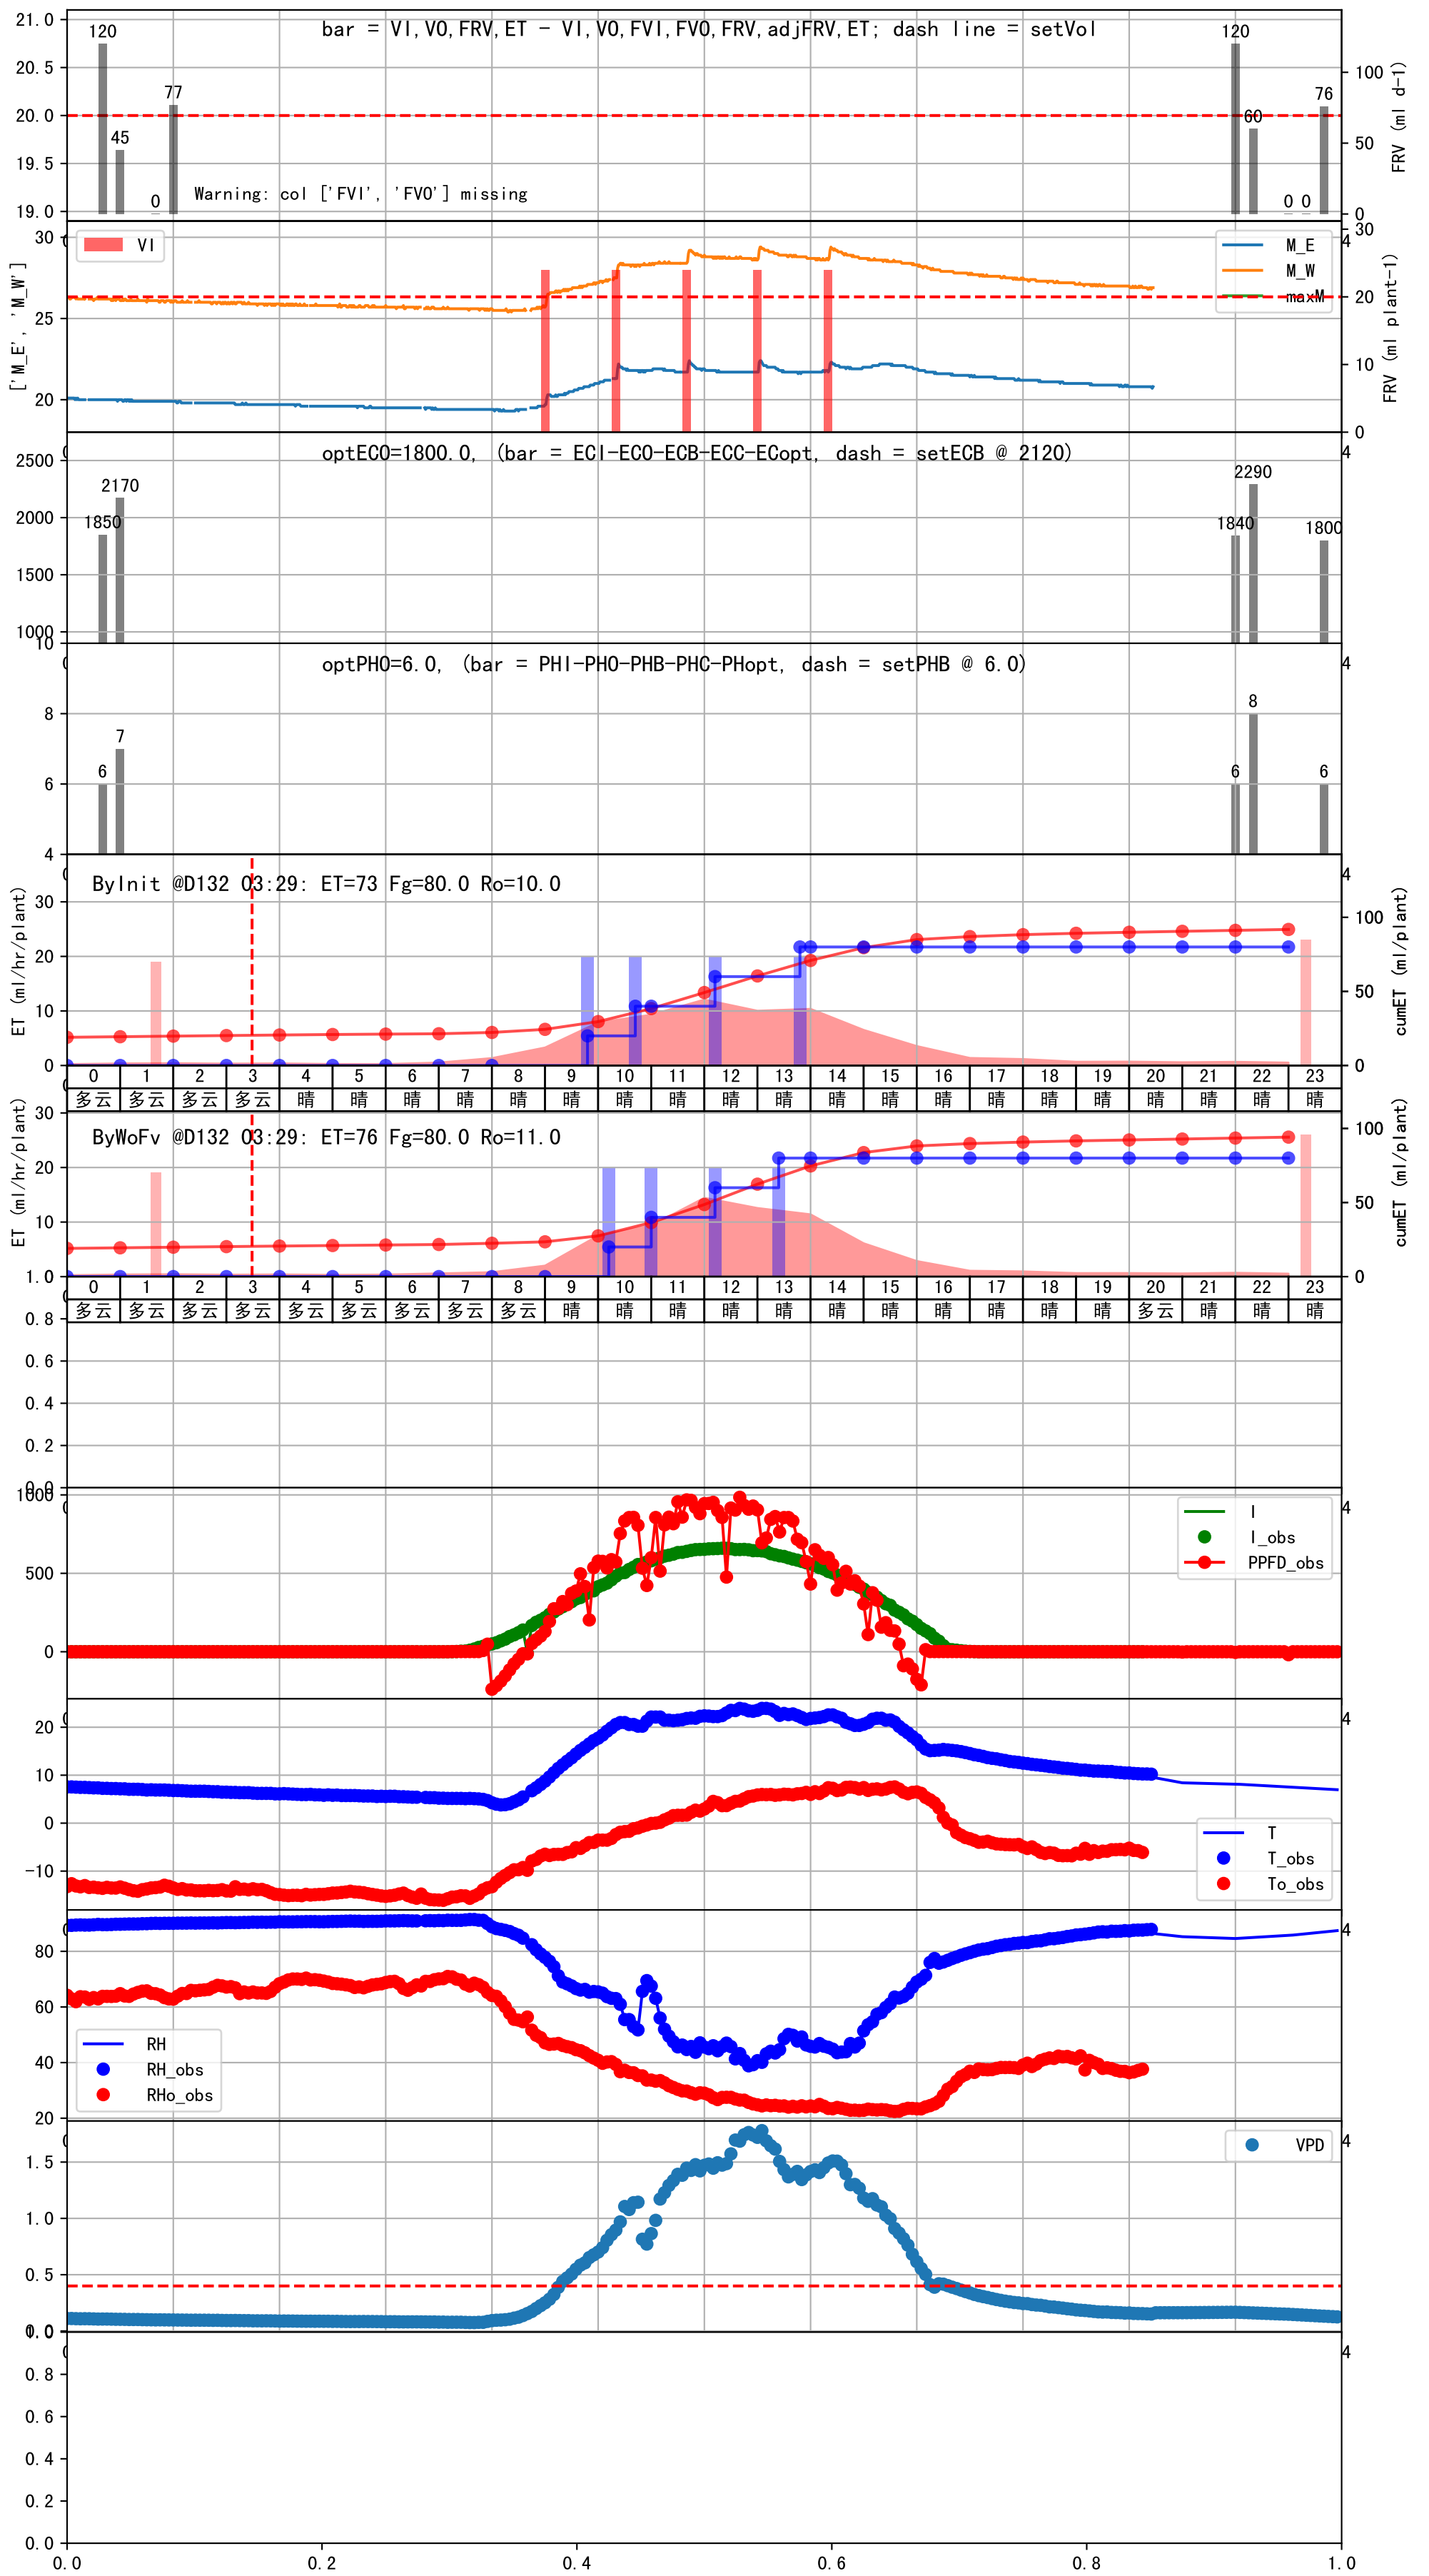 bar = VI,VO,FRV,ET - VI,VO,FVI,FVO,FRV,adjFRV,ET; dash line = setVol
21.0
20.5
20.0
19.5
19.0
120
45
0
77
120
60
0
0
76
Warning: col ['FVI', 'FVO'] missing
100
50
0
FRV (ml d-1)
30
25
20
['M_E', 'M_W']
VI
M_E
M_W
maxM
30
20
10
0
FRV (ml plant-1)
4
optECO=1800.0, (bar = ECI-ECO-ECB-ECC-ECopt, dash = setECB @ 2120)
2500
2000
1500
1000
1850
2170
1840
2290
1800
4
optPHO=6.0, (bar = PHI-PHO-PHB-PHC-PHopt, dash = setPHB @ 6.0)
10
8
6
4
6
7
6
8
6
4
ByInit @D132 03:29: ET=73 Fg=80.0 Ro=10.0
30
20
10
0
ET (ml/hr/plant)
100
50
0
cumET (ml/plant)
4
0 1 2 3 4 5 6 7 8 9 10 11 12 13 14 15 16 17 18 19 20 21 22 23
多云 多云 多云 多云 晴 晴 晴 晴 晴 晴 晴 晴 晴 晴 晴 晴 晴 晴 晴 晴 晴 晴 晴 晴
ByWoFv @D132 03:29: ET=76 Fg=80.0 Ro=11.0
30
20
10
ET (ml/hr/plant)
100
50
0
cumET (ml/plant)
0 1 2 3 4 5 6 7 8 9 10 11 12 13 14 15 16 17 18 19 20 21 22 23
多云 多云 多云 多云 多云 多云 多云 多云 多云 晴 晴 晴 晴 晴 晴 晴 晴 晴 晴 晴 多云 晴 晴 晴
1.0
0.8
0.6
0.4
0.2
0.0
1000
500
0
I
I_obs
PPFD_obs
4
20
10
0
-10
T
T_obs
To_obs
4
80
60
40
20
RH
RH_obs
RHo_obs
4
1.5
1.0
0.5
VPD
4
1.0
0.8
0.6
0.4
0.2
0.0
4
0.0 0.2 0.4 0.6 0.8 1.0